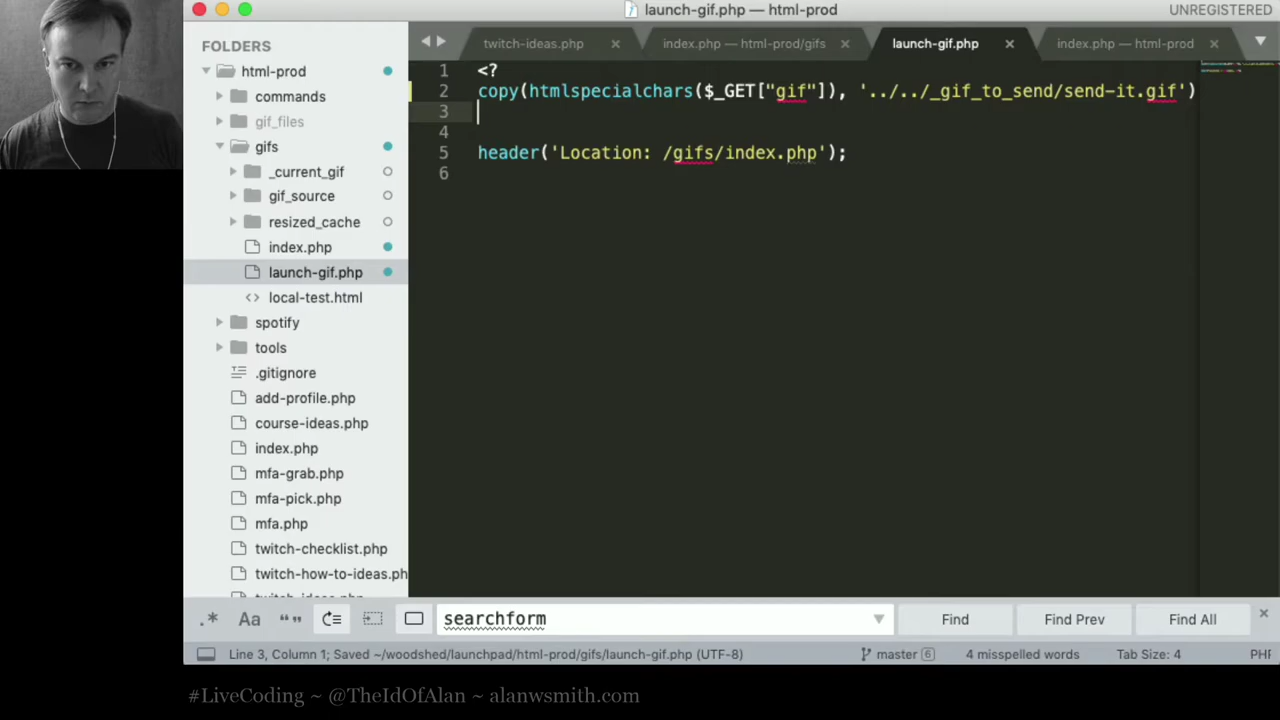 launch-gif.php — html-prod
UNREGISTERED
FOLDERS
html-prod
commands
gif_files
gifs
_current_gif
gif_source
resized_cache
index.php
launch-gif.php
local-test.html
spotify
tools
.gitignore
add-profile.php
course-ideas.php
index.php
mfa-grab.php
mfa-pick.php
mfa.php
twitch-checklist.php
twitch-how-to-ideas.ph
twitch-ideas.php
index.php — html-prod/gifs
launch-gif.php
index.php — html-prod
1 <?
2 copy(htmlspecialchars($_GET["gif"]), '../../_gif_to_send/send-it.gif')
3
4
5 header('Location: /gifs/index.php');
6
.* Aa “” searchform Find Find Prev Find All
Line 3, Column 1; Saved ~/woodshed/launchpad/html-prod/gifs/launch-gif.php (UTF-8) master 6 4 misspelled words Tab Size: 4 PHP
#LiveCoding ~ @TheIdOfAlan ~ alanwsmith.com